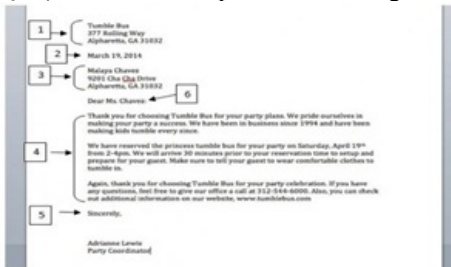 1
Tumble Bus
377 Rolling Way
Alpharetta, GA 31032
2
March 19, 2014
3
Malaya Chavez
9201 Cha Cha Drive
Alpharetta, GA 31032
6
Dear Ms. Chavez:
Thank you for choosing Tumble Bus for your party plans. We pride ourselves in
making your party a success. We have been in business since 1994 and have been
making kids tumble every since.
4
We have reserved the princess tumble bus for your party on Saturday, April 19th
from 2-4pm. We will arrive 30 minutes prior to your reservation time to setup and
prepare for your guest. Make sure to tell your guest to wear comfortable clothes to
tumble in.
Again, thank you for choosing Tumble Bus for your party celebration. If you have
any questions, feel free to give our office a call at 312-544-6000. Also, you can check
out additional information on our website, www.tumblebus.com
5
Sincerely,
Adrianne Lewis
Party Coordinator